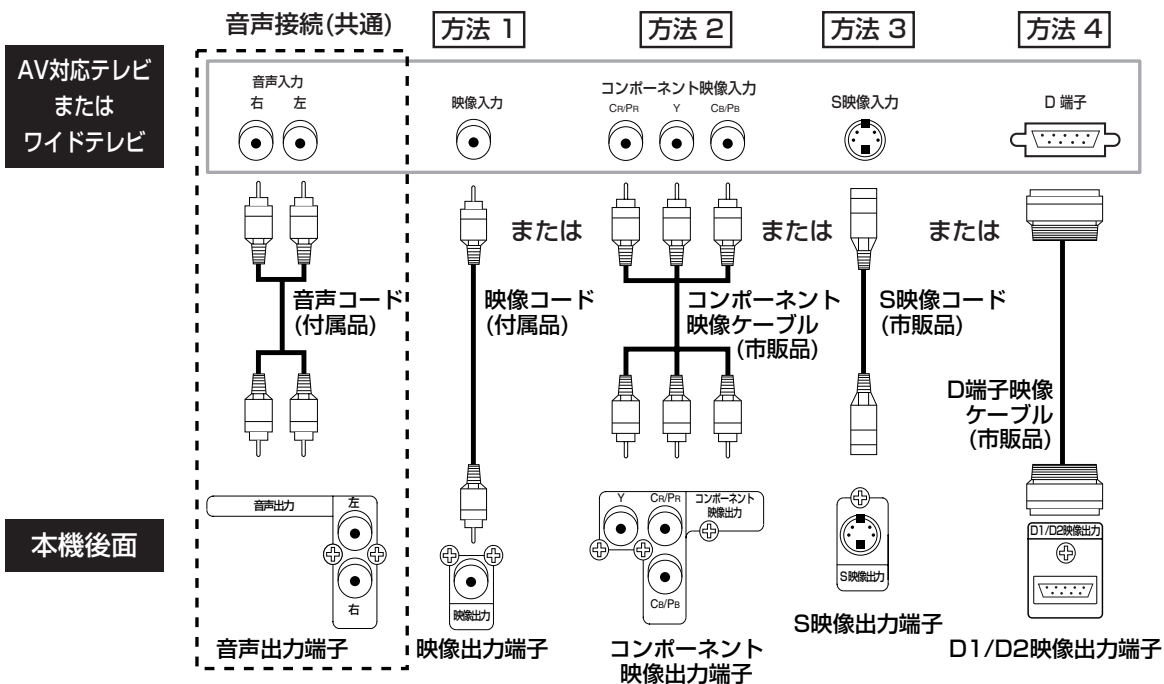 音声接続(共通)
方法 1
方法 2
方法 3
方法 4
AV対応テレビ
または
ワイドテレビ
音声入力
右 左
映像入力
コンポーネント映像入力
CR/PR Y CB/PB
S映像入力
D 端子
または
または
または
音声コード
(付属品)
映像コード
(付属品)
コンポーネント
映像ケーブル
(市販品)
S映像コード
(市販品)
D端子映像
ケーブル
(市販品)
本機後面
音声出力
左
右
音声出力端子
映像出力
映像出力端子
Y CR/PR
コンポーネント
映像出力
CB/PB
コンポーネント
映像出力端子
S映像出力
S映像出力端子
D1/D2映像出力
D1/D2映像出力端子